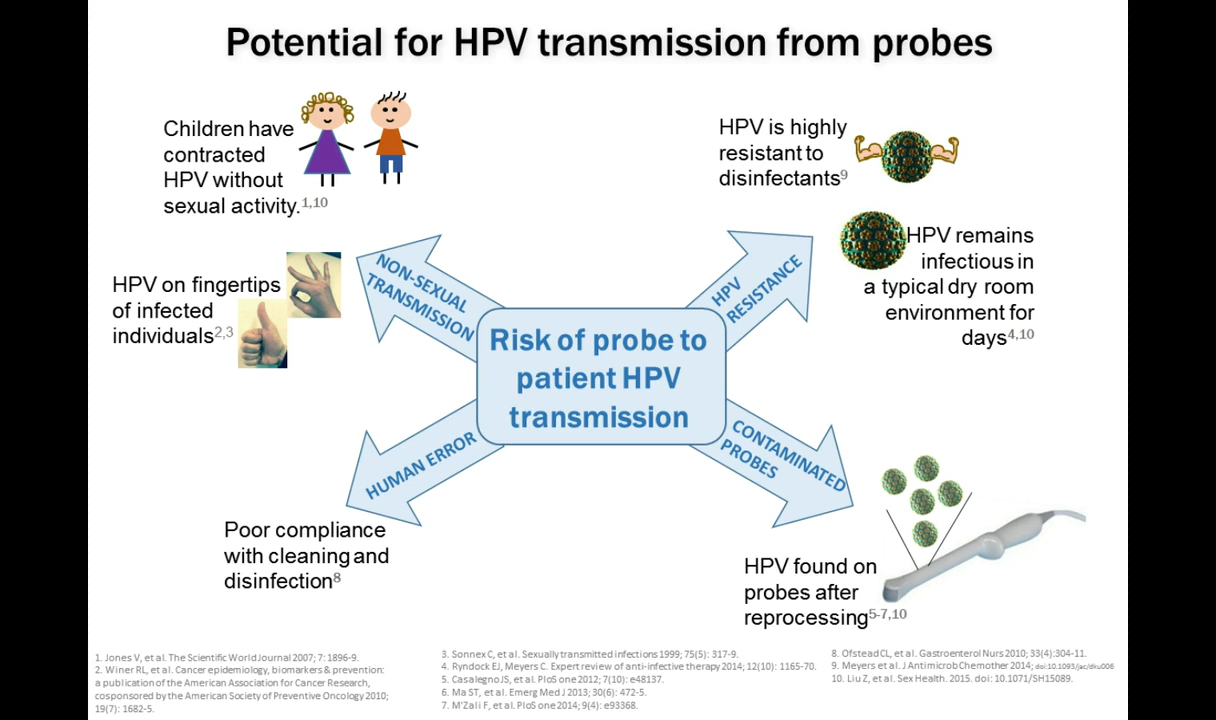 Potential for HPV transmission from probes
Children have
contracted
HPV without
sexual activity.1,10
HPV is highly
resistant to
disinfectants9
HPV on fingertips
of infected
individuals2,3
HPV remains
infectious in
a typical dry room
environment for
days4,10
NON-SEXUAL
TRANSMISSION
HPV
RESISTANCE
Risk of probe to
patient HPV
transmission
HUMAN ERROR
CONTAMINATED
PROBES
Poor compliance
with cleaning and
disinfection8
HPV found on
probes after
reprocessing5-7,10
1. Jones V, et al. The Scientific World Journal 2007; 7: 1896-9.
2. Winer RL, et al. Cancer epidemiology, biomarkers & prevention:
a publication of the American Association for Cancer Research,
cosponsored by the American Society of Preventive Oncology 2010;
19(7): 1682-5.
3. Sonnex C, et al. Sexually transmitted infections 1999; 75(5): 317-9.
4. Ryndock EJ, Meyers C. Expert review of anti-infective therapy 2014; 12(10): 1165-70.
5. Casalegno JS, et al. PloS one 2012; 7(10): e48137.
6. Ma ST, et al. Emerg Med J 2013; 30(6): 472-5.
7. M'Zali F, et al. PloS one 2014; 9(4): e93368.
8. Ofstead CL, et al. Gastroenterol Nurs 2010; 33(4):304-11.
9. Meyers et al. J Antimicrob Chemother 2014; doi:10.1093/jac/dku006
10. Liu Z, et al. Sex Health. 2015. doi: 10.1071/SH15089.